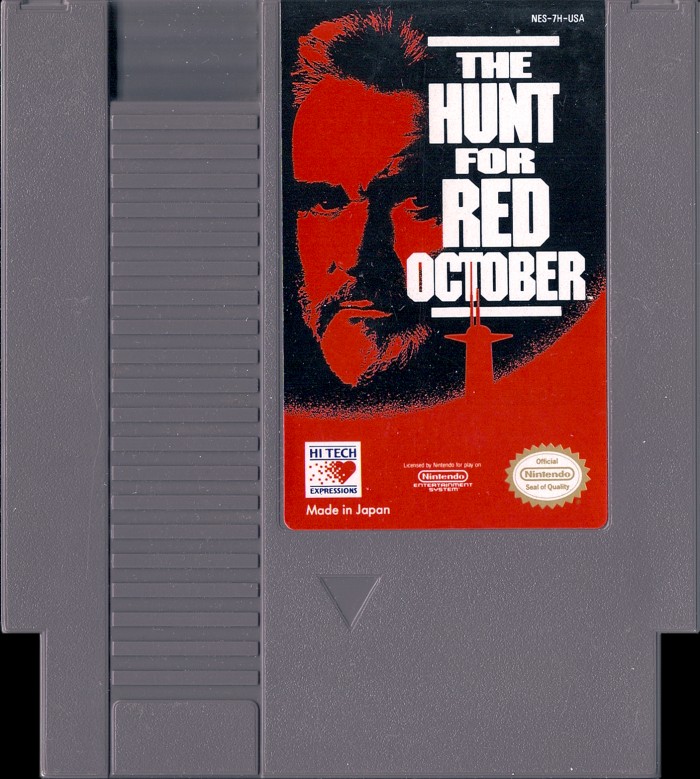 NES-7H-USA
THE
HUNT
FOR
RED
OCTOBER
TM
HI TECH
EXPRESSIONS
Made in Japan
Licensed by Nintendo for play on
Nintendo
ENTERTAINMENT
SYSTEM
Official
Nintendo
Seal of Quality